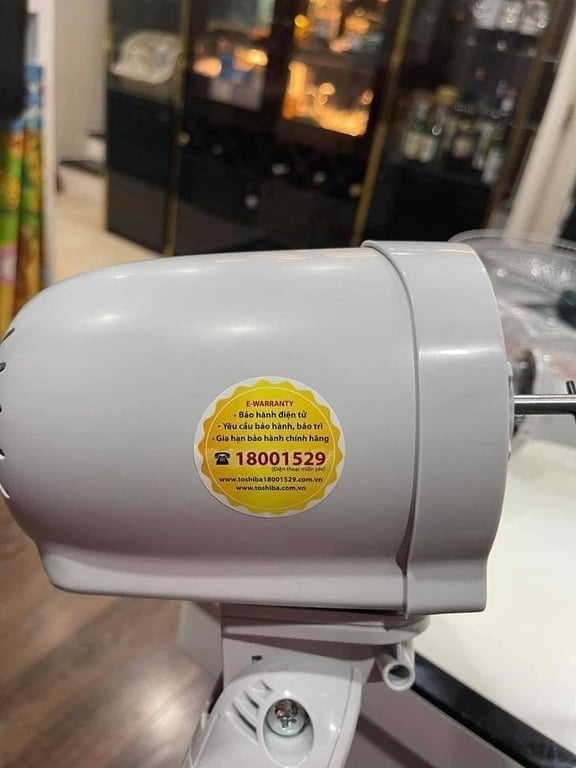 E-WARRANTY
- Bảo hành điện tử
- Yêu cầu bảo hành, bảo trì
- Gia hạn bảo hành chính hãng
☎ 18001529
(Điện thoại miễn phí)
www.toshiba18001529.com.vn
www.toshiba.com.vn